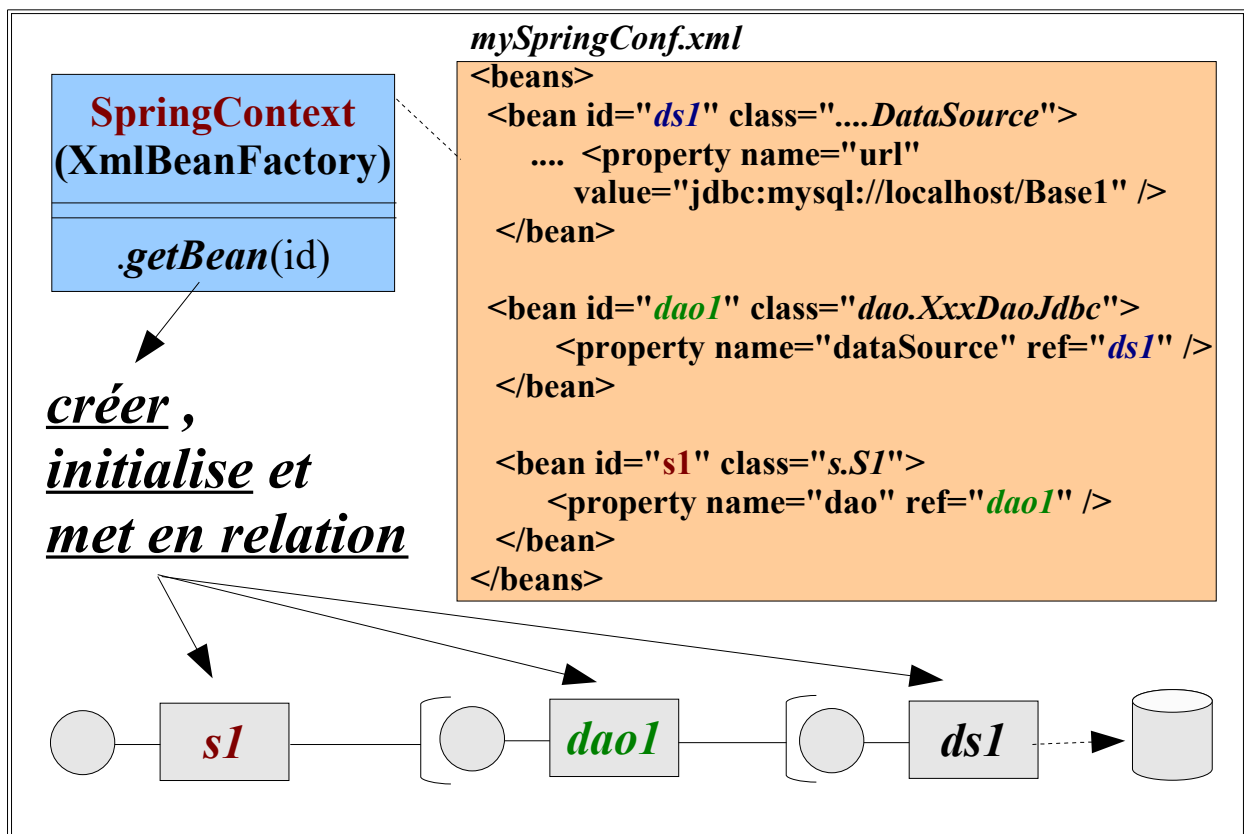 mySpringConf.xml
SpringContext
(XmlBeanFactory)
.getBean(id)
<beans>
<bean id="ds1" class="....DataSource">
.... <property name="url"
value="jdbc:mysql://localhost/Base1" />
</bean>
<bean id="dao1" class="dao.XxxDaoJdbc">
<property name="dataSource" ref="ds1" />
</bean>
<bean id="s1" class="s.S1">
<property name="dao" ref="dao1" />
</bean>
</beans>
créer ,
initialise et
met en relation
s1
dao1
ds1